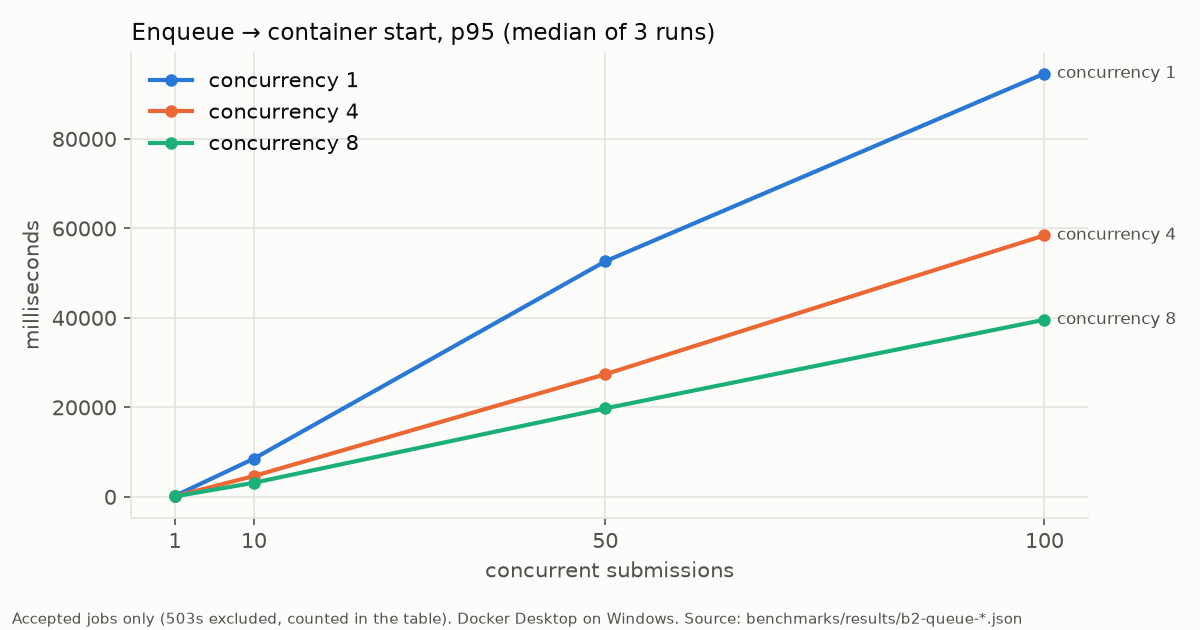 Enqueue → container start, p95 (median of 3 runs)
concurrency 1
concurrency 4
concurrency 8
concurrency 1
concurrency 4
concurrency 8
80000
60000
40000
20000
0
milliseconds
1 10 50 100
concurrent submissions
Accepted jobs only (503s excluded, counted in the table). Docker Desktop on Windows. Source: benchmarks/results/b2-queue-*.json